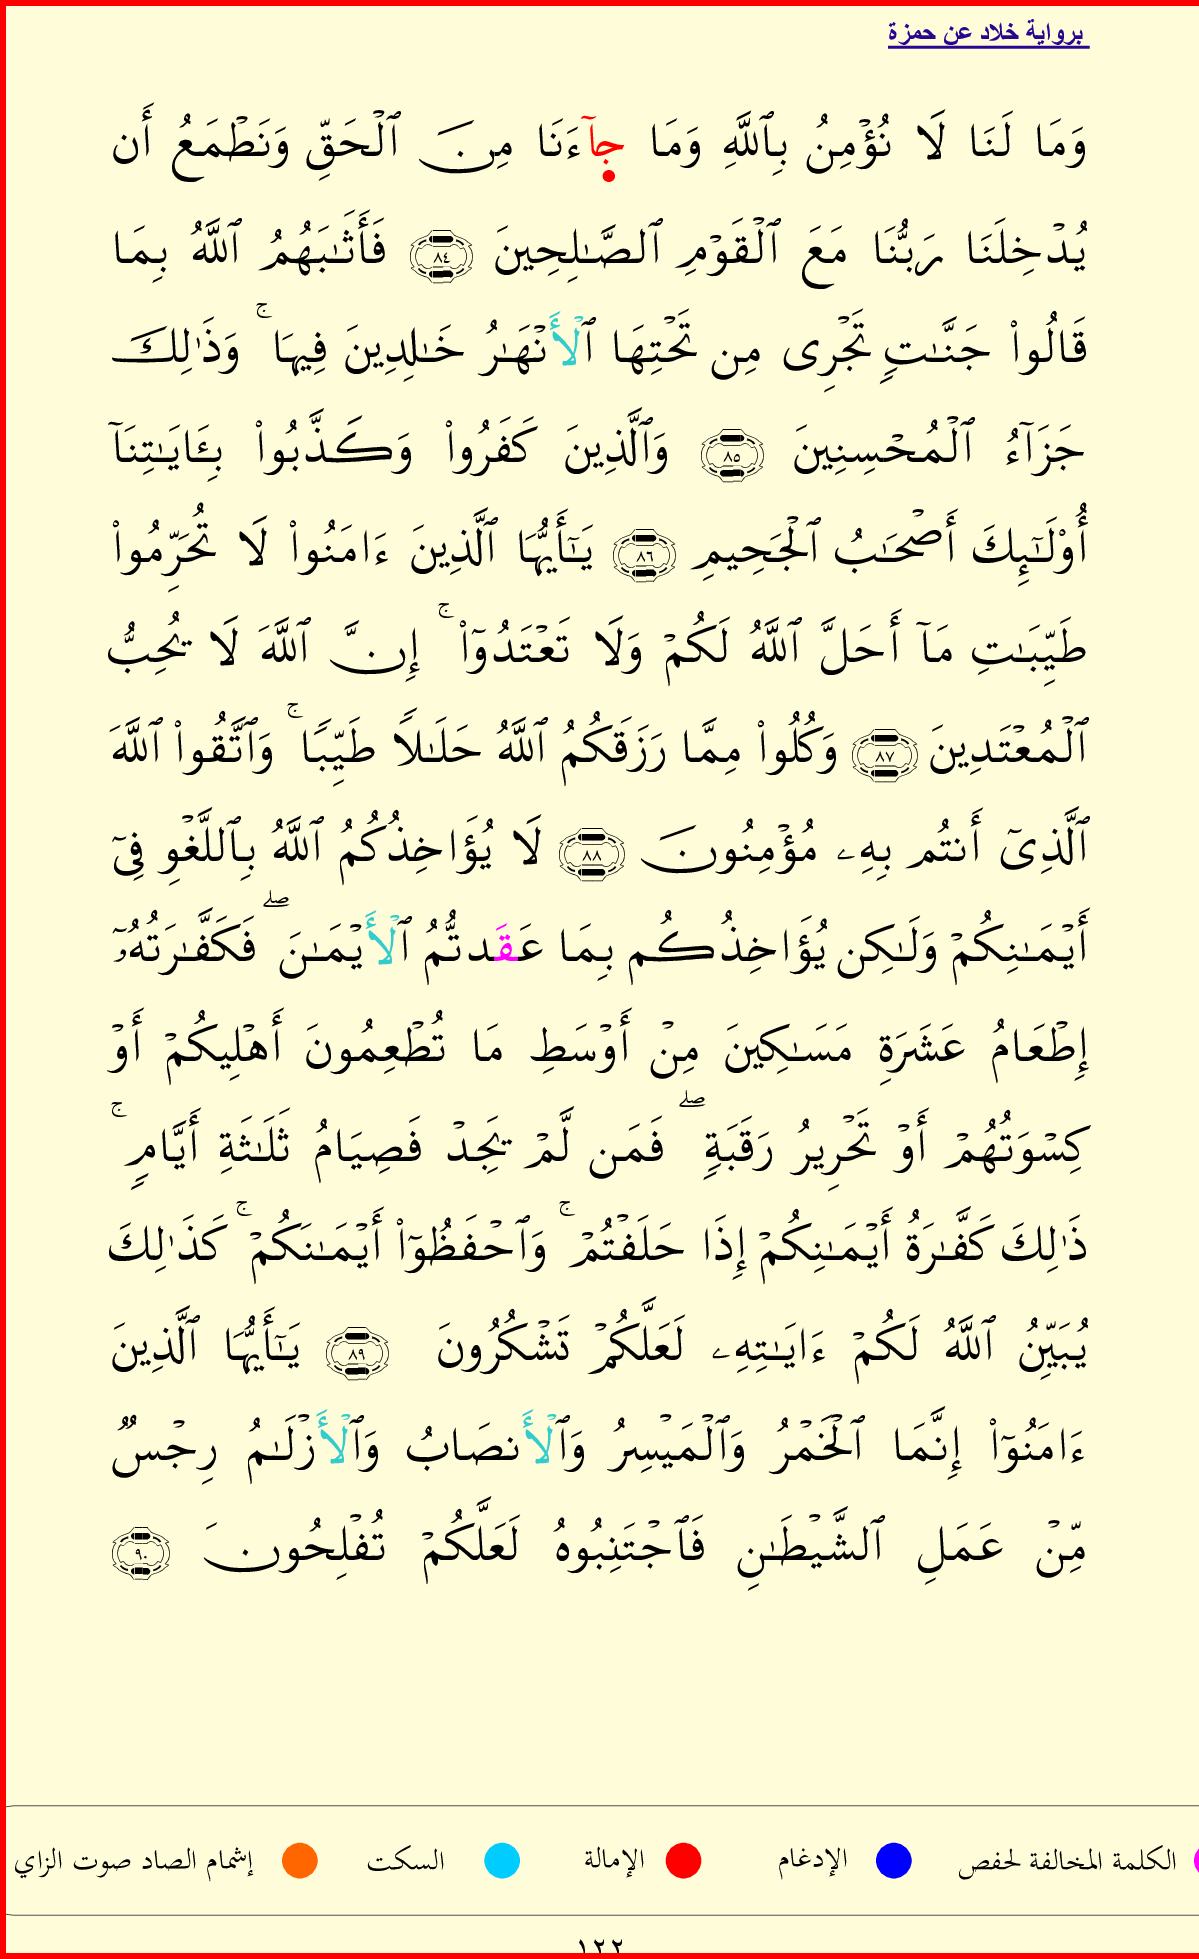 برواية خلاد عن حمزة
وَمَا لَنَا لَا نُؤْمِنُ بِٱللَّهِ وَمَا جَآءَنَا مِنَ ٱلْحَقِّ وَنَطْمَعُ أَن
يُدْخِلَنَا رَبُّنَا مَعَ ٱلْقَوْمِ ٱلصَّـٰلِحِينَ ٨٤ فَأَثَـٰبَهُمُ ٱللَّهُ بِمَا
قَالُوا۟ جَنَّـٰتٍ تَجْرِى مِن تَحْتِهَا ٱلْأَنْهَـٰرُ خَـٰلِدِينَ فِيهَا ۚ وَذَٰلِكَ
جَزَآءُ ٱلْمُحْسِنِينَ ٨٥ وَٱلَّذِينَ كَفَرُوا۟ وَكَذَّبُوا۟ بِـَٔايَـٰتِنَآ
أُو۟لَـٰٓئِكَ أَصْحَـٰبُ ٱلْجَحِيمِ ٨٦ يَـٰٓأَيُّهَا ٱلَّذِينَ ءَامَنُوا۟ لَا تُحَرِّمُوا۟
طَيِّبَـٰتِ مَآ أَحَلَّ ٱللَّهُ لَكُمْ وَلَا تَعْتَدُوٓا۟ ۚ إِنَّ ٱللَّهَ لَا يُحِبُّ
ٱلْمُعْتَدِينَ ٨٧ وَكُلُوا۟ مِمَّا رَزَقَكُمُ ٱللَّهُ حَلَـٰلًا طَيِّبًا ۚ وَٱتَّقُوا۟ ٱللَّهَ
ٱلَّذِىٓ أَنتُم بِهِۦ مُؤْمِنُونَ ٨٨ لَا يُؤَاخِذُكُمُ ٱللَّهُ بِٱللَّغْوِ فِىٓ
أَيْمَـٰنِكُمْ وَلَـٰكِن يُؤَاخِذُكُم بِمَا عَقَدتُّمُ ٱلْأَيْمَـٰنَ ۖ فَكَفَّـٰرَتُهُۥٓ
إِطْعَامُ عَشَرَةِ مَسَـٰكِينَ مِنْ أَوْسَطِ مَا تُطْعِمُونَ أَهْلِيكُمْ أَوْ
كِسْوَتُهُمْ أَوْ تَحْرِيرُ رَقَبَةٍ ۖ فَمَن لَّمْ يَجِدْ فَصِيَامُ ثَلَـٰثَةِ أَيَّامٍ ۚ
ذَٰلِكَ كَفَّـٰرَةُ أَيْمَـٰنِكُمْ إِذَا حَلَفْتُمْ ۚ وَٱحْفَظُوٓا۟ أَيْمَـٰنَكُمْ ۚ كَذَٰلِكَ
يُبَيِّنُ ٱللَّهُ لَكُمْ ءَايَـٰتِهِۦ لَعَلَّكُمْ تَشْكُرُونَ ٨٩ يَـٰٓأَيُّهَا ٱلَّذِينَ
ءَامَنُوٓا۟ إِنَّمَا ٱلْخَمْرُ وَٱلْمَيْسِرُ وَٱلْأَنصَابُ وَٱلْأَزْلَـٰمُ رِجْسٌ
مِّنْ عَمَلِ ٱلشَّيْطَـٰنِ فَٱجْتَنِبُوهُ لَعَلَّكُمْ تُفْلِحُونَ ٩٠
الكلمة المخالفة لحفص الإدغام الإمالة السكت إشمام الصاد صوت الزاي
١٢٢